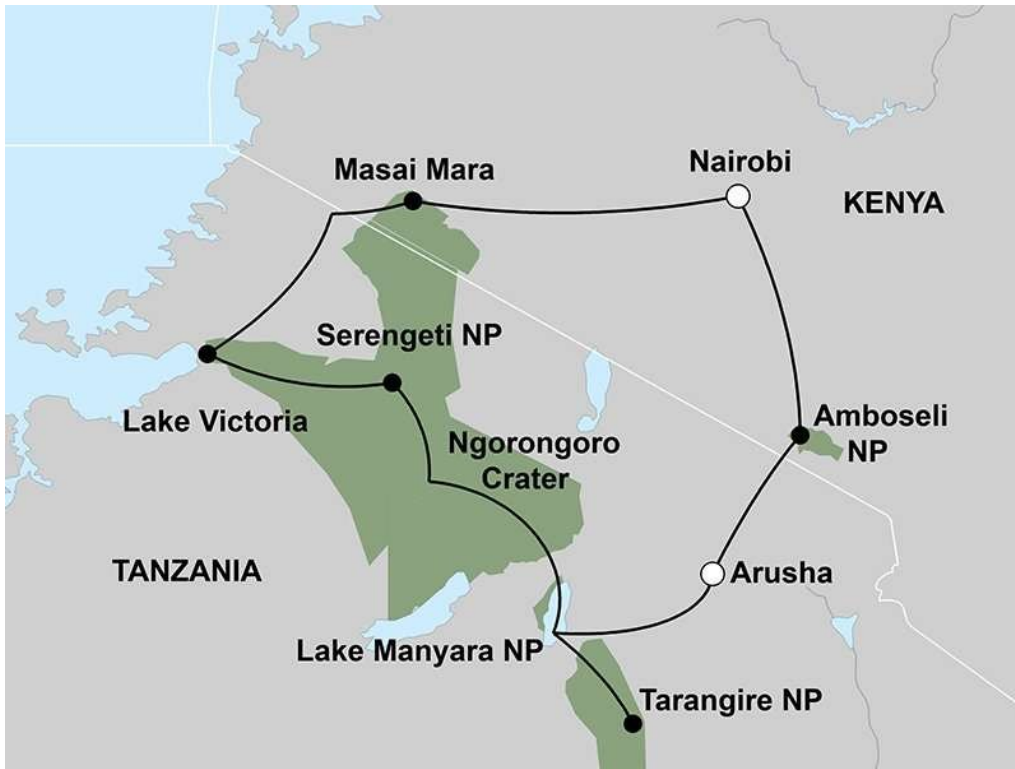 Masai Mara
Nairobi
KENYA
Serengeti NP
Lake Victoria
Ngorongoro
Crater
Amboseli
NP
TANZANIA
Arusha
Lake Manyara NP
Tarangire NP